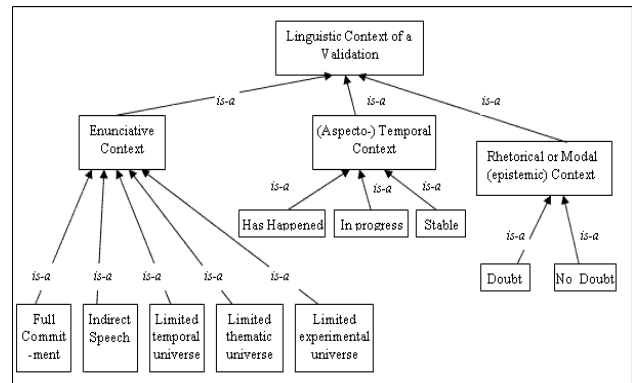 Linguistic Context of a
Validation
is-a
is-a
is-a
Enunciative
Context
(Aspecto-) Temporal
Context
Rhetorical or Modal
(epistemic) Context
is-a
is-a
is-a
Has Happened
In progress
Stable
is-a
is-a
Doubt
No Doubt
is-a
is-a
is-a
is-a
is-a
Full
Commit
-ment
Indirect
Speech
Limited
temporal
universe
Limited
thematic
universe
Limited
experimental
universe